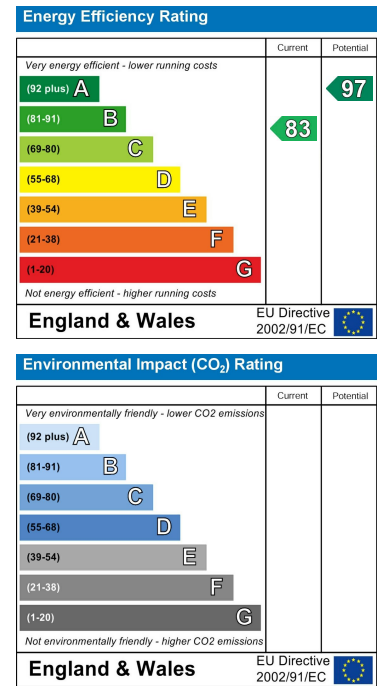 Energy Efficiency Rating
Current Potential
Very energy efficient - lower running costs
(92 plus) A 97
(81-91) B 83
(69-80) C
(55-68) D
(39-54) E
(21-38) F
(1-20) G
Not energy efficient - higher running costs
England & Wales EU Directive 2002/91/EC
Environmental Impact (CO₂) Rating
Current Potential
Very environmentally friendly - lower CO2 emissions
(92 plus) A
(81-91) B
(69-80) C
(55-68) D
(39-54) E
(21-38) F
(1-20) G
Not environmentally friendly - higher CO2 emissions
England & Wales EU Directive 2002/91/EC